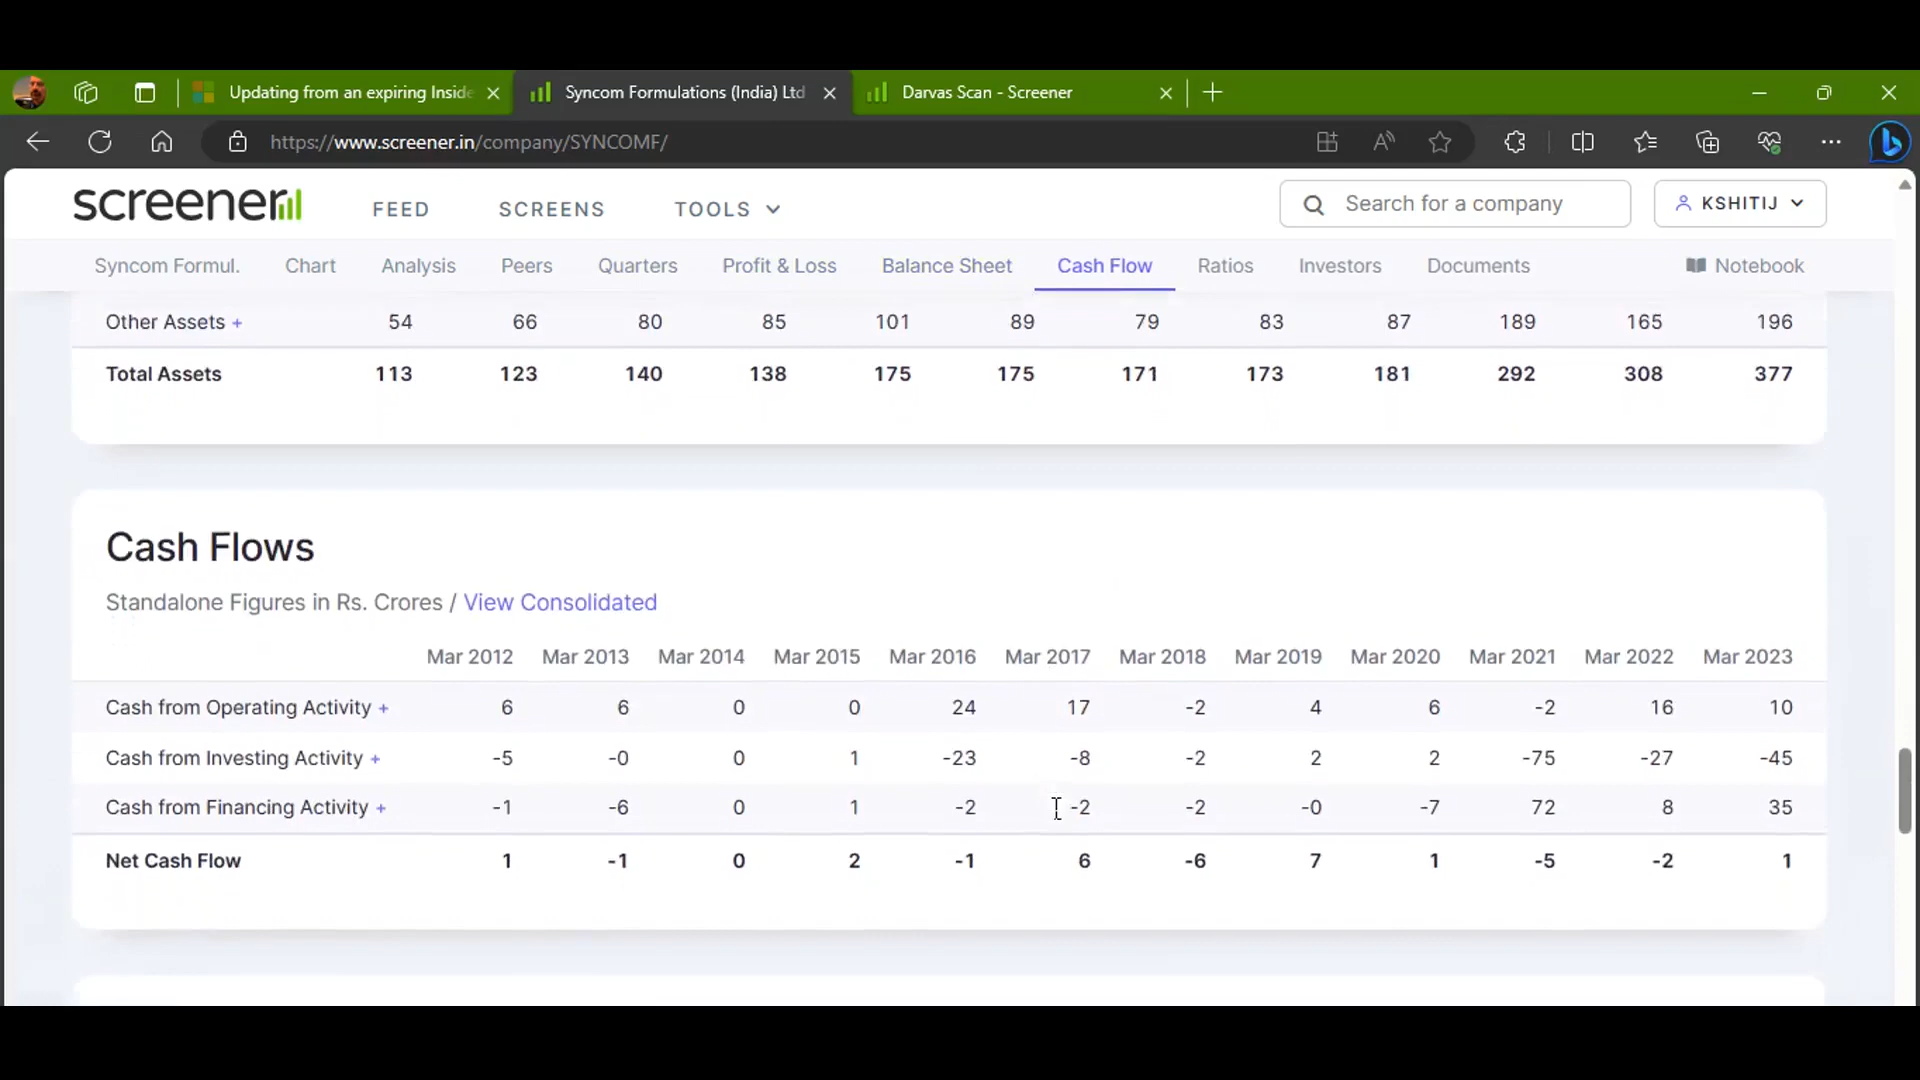 Updating from an expiring Inside
Syncom Formulations (India) Ltd
Darvas Scan - Screener
https://www.screener.in/company/SYNCOMF/
screener
FEED SCREENS TOOLS
Search for a company
KSHITIJ
Syncom Formul. Chart Analysis Peers Quarters Profit & Loss Balance Sheet Cash Flow Ratios Investors Documents Notebook
Other Assets + 54 66 80 85 101 89 79 83 87 189 165 196
Total Assets 113 123 140 138 175 175 171 173 181 292 308 377
Cash Flows
Standalone Figures in Rs. Crores / View Consolidated
Mar 2012 Mar 2013 Mar 2014 Mar 2015 Mar 2016 Mar 2017 Mar 2018 Mar 2019 Mar 2020 Mar 2021 Mar 2022 Mar 2023
Cash from Operating Activity + 6 6 0 0 24 17 -2 4 6 -2 16 10
Cash from Investing Activity + -5 -0 0 1 -23 -8 -2 2 2 -75 -27 -45
Cash from Financing Activity + -1 -6 0 1 -2 -2 -2 -0 -7 72 8 35
Net Cash Flow 1 -1 0 2 -1 6 -6 7 1 -5 -2 1